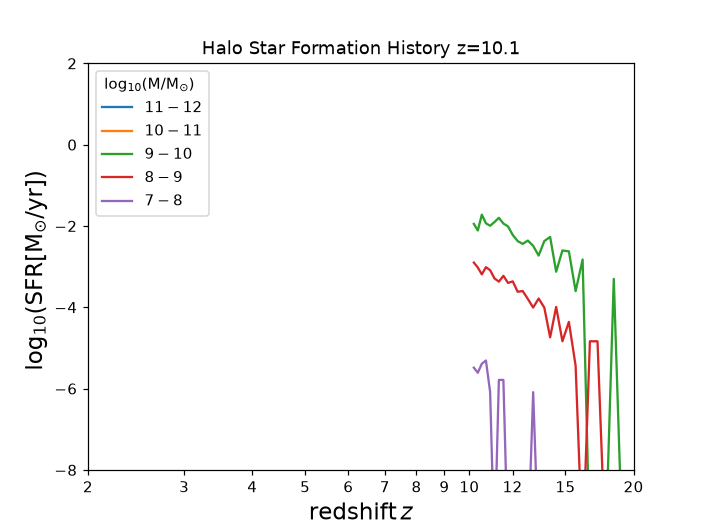 Halo Star Formation History z=10.1
log₁₀(M/M☉)
11 − 12
10 − 11
9 − 10
8 − 9
7 − 8
log₁₀(SFR[M☉/yr])
2
0
−2
−4
−6
−8
2 3 4 5 6 7 8 9 10 12 15 20
redshift z